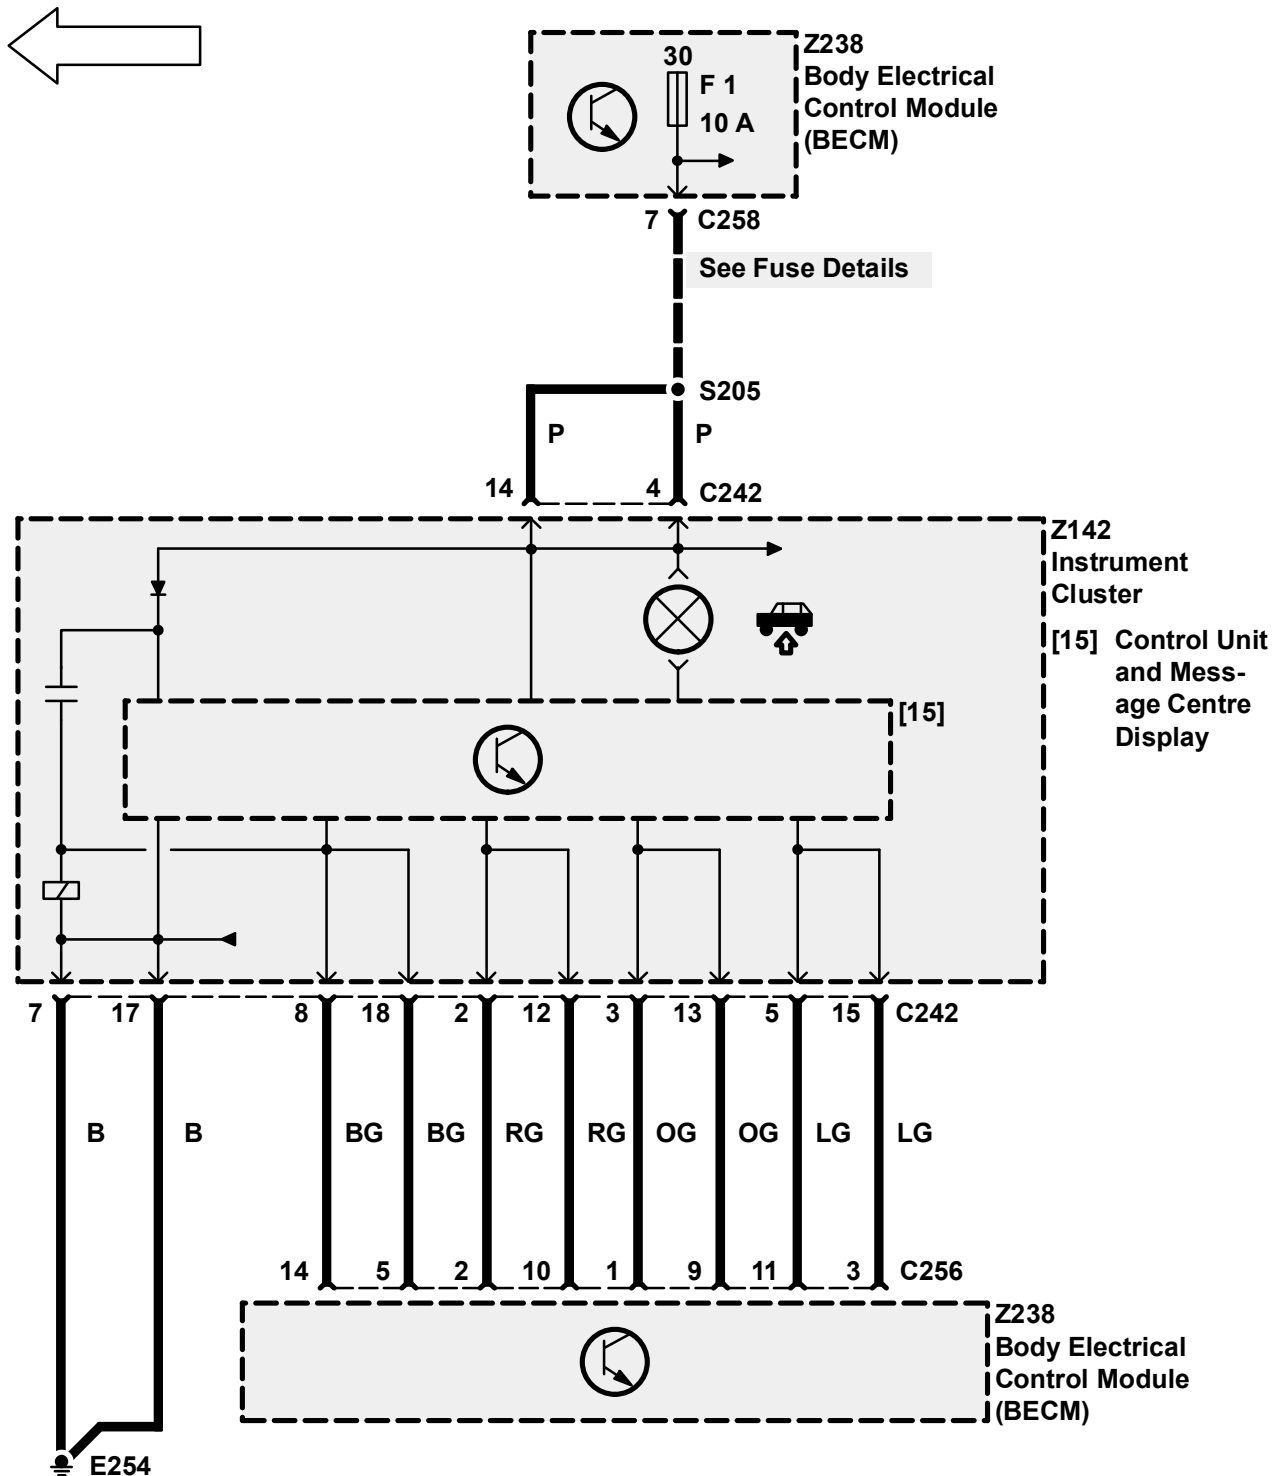 30
F 1
10 A
Z238
Body Electrical
Control Module
(BECM)
7 C258
See Fuse Details
S205
P P
14 4 C242
Z142
Instrument
Cluster
[15] Control Unit
and Mess-
age Centre
Display
[15]
7 17 8 18 2 12 3 13 5 15 C242
B B BG BG RG RG OG OG LG LG
14 5 2 10 1 9 11 3 C256
Z238
Body Electrical
Control Module
(BECM)
E254